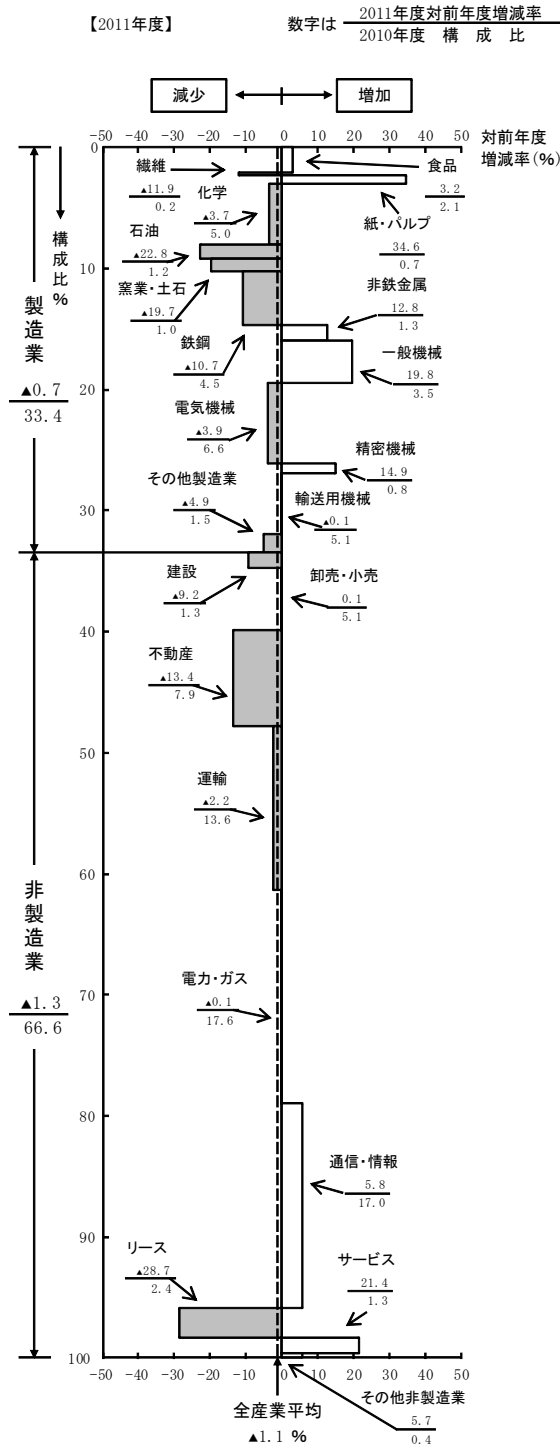 【2011年度】
数字は 2011年度対前年度増減率
2010年度 構 成 比
減少
増加
-50 -40 -30 -20 -10 0 10 20 30 40 50
対前年度
増減率(%)
0
10
20
30
40
50
60
70
80
90
100
構成比%
製造業
▲0.7
33.4
非製造業
▲1.3
66.6
食品
3.2
2.1
繊維
▲11.9
0.2
紙・パルプ
34.6
0.7
化学
▲3.7
5.0
石油
▲22.8
1.2
窯業・土石
▲19.7
1.0
鉄鋼
▲10.7
4.5
非鉄金属
12.8
1.3
一般機械
19.8
3.5
電気機械
▲3.9
6.6
精密機械
14.9
0.8
輸送用機械
▲0.1
5.1
その他製造業
▲4.9
1.5
建設
▲9.2
1.3
卸売・小売
0.1
5.1
不動産
▲13.4
7.9
運輸
▲2.2
13.6
電力・ガス
▲0.1
17.6
通信・情報
5.8
17.0
リース
▲28.7
2.4
サービス
21.4
1.3
-50 -40 -30 -20 -10 0 10 20 30 40 50
その他非製造業
5.7
0.4
全産業平均
▲1.1 %